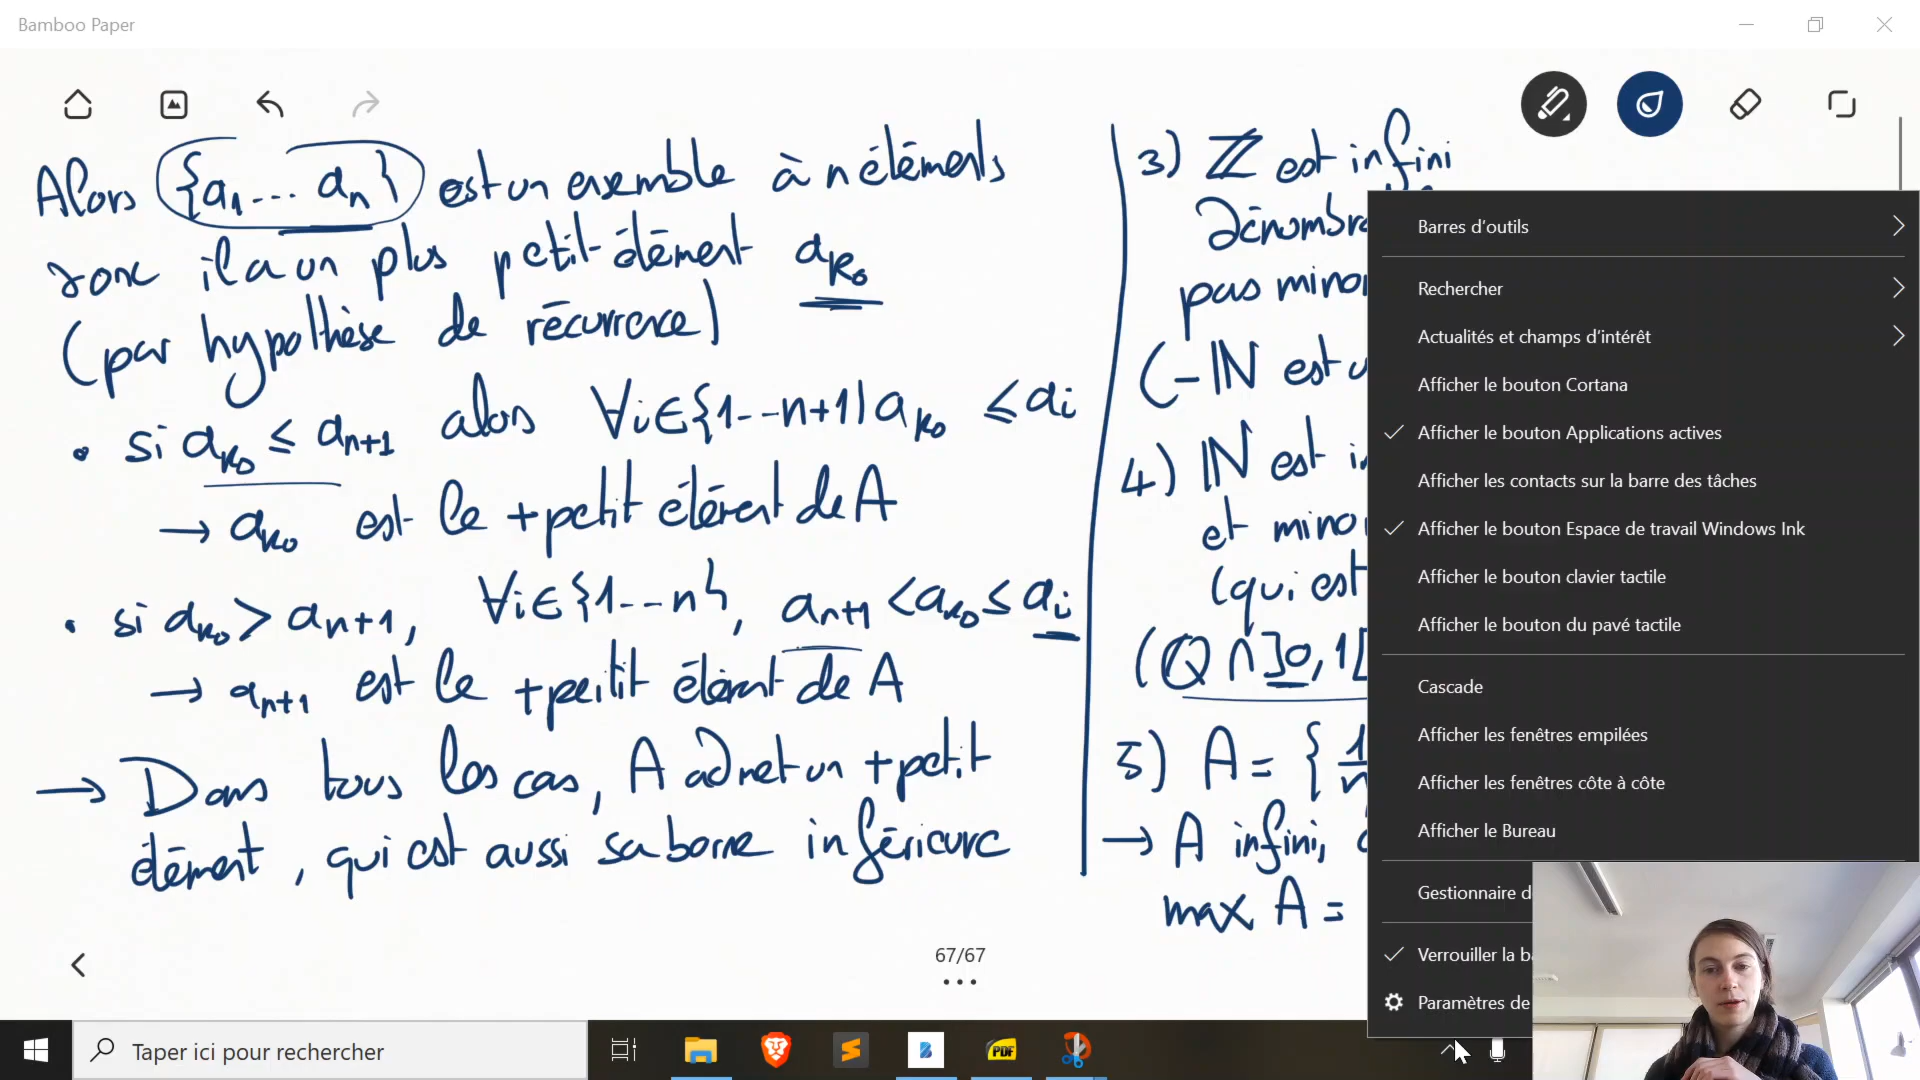 Bamboo Paper
Alors {a1... an} est un ensemble à n éléments
donc il a un plus petit élément ak0
(par hypothèse de récurrence)
• si ak0 ≤ an+1 alors ∀i∈{1--n+1} ak0 ≤ ai
→ ak0 est le + petit élément de A
• si ak0 > an+1, ∀i∈{1--n}, an+1 < ak0 ≤ ai
→ an+1 est le + petit élément de A
→ Dans tous les cas, A admet un + petit
élément, qui est aussi sa borne inférieure
3) ℤ est infini
pas
(-ℕ est
4) ℕ est
et
(qui est
(ℚ ∩ ]0,1[
5) A = { 1
→ A infini,
max A =
67/67
Barres d'outils
Rechercher
Actualités et champs d'intérêt
Afficher le bouton Cortana
Afficher le bouton Applications actives
Afficher les contacts sur la barre des tâches
Afficher le bouton Espace de travail Windows Ink
Afficher le bouton clavier tactile
Afficher le bouton du pavé tactile
Cascade
Afficher les fenêtres empilées
Afficher les fenêtres côte à côte
Afficher le Bureau
Gestionnaire d
Verrouiller la b
Paramètres de
Taper ici pour rechercher
PDF